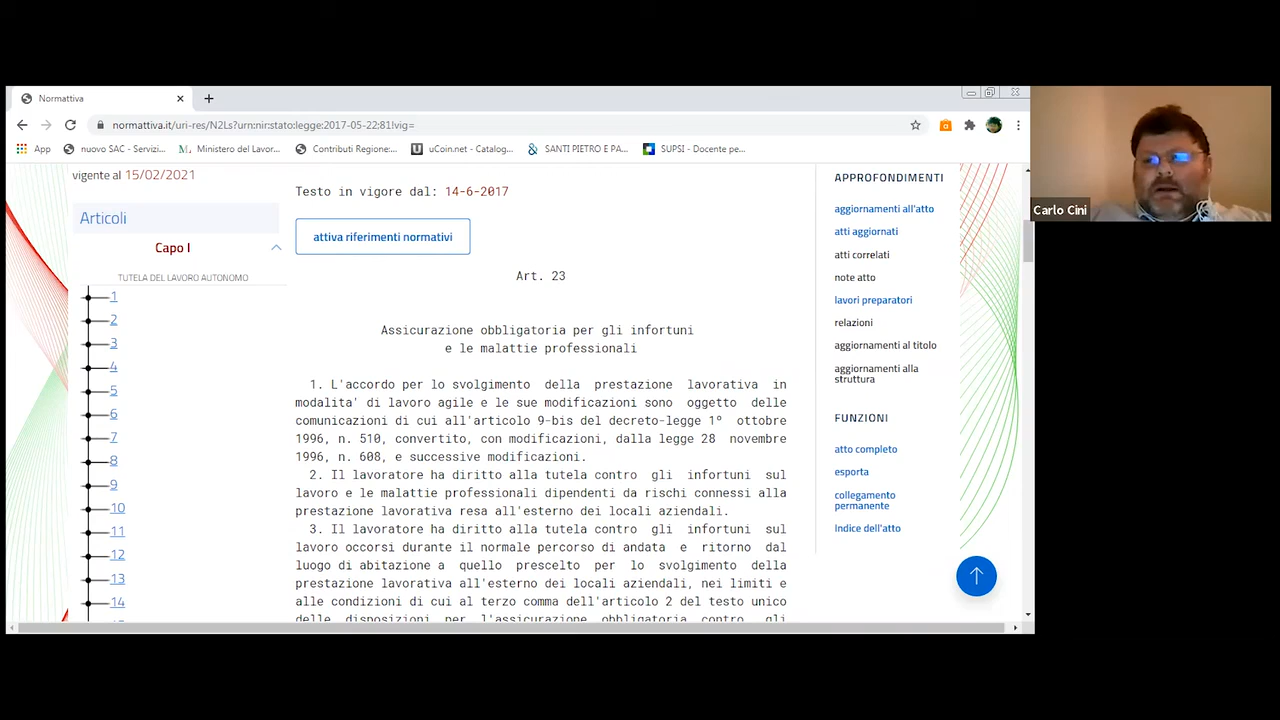 Normattiva
normattiva.it/uri-res/N2Ls?urn:nir:stato:legge:2017-05-22;81!vig=
App
nuovo SAC - Servizi...
Ministero del Lavor...
Contributi Regione:...
uCoin.net - Catalog...
SANTI PIETRO E PA...
SUPSI - Docente pe...
vigente al 15/02/2021
Articoli
Capo I
TUTELA DEL LAVORO AUTONOMO
1
2
3
4
5
6
7
8
9
10
11
12
13
14
Testo in vigore dal: 14-6-2017
attiva riferimenti normativi
Art. 23
Assicurazione obbligatoria per gli infortuni
e le malattie professionali
1. L'accordo per lo svolgimento della prestazione lavorativa in
modalita' di lavoro agile e le sue modificazioni sono oggetto delle
comunicazioni di cui all'articolo 9-bis del decreto-legge 1º ottobre
1996, n. 510, convertito, con modificazioni, dalla legge 28 novembre
1996, n. 608, e successive modificazioni.
2. Il lavoratore ha diritto alla tutela contro gli infortuni sul
lavoro e le malattie professionali dipendenti da rischi connessi alla
prestazione lavorativa resa all'esterno dei locali aziendali.
3. Il lavoratore ha diritto alla tutela contro gli infortuni sul
lavoro occorsi durante il normale percorso di andata e ritorno dal
luogo di abitazione a quello prescelto per lo svolgimento della
prestazione lavorativa all'esterno dei locali aziendali, nei limiti e
alle condizioni di cui al terzo comma dell'articolo 2 del testo unico
delle disposizioni per l'assicurazione obbligatoria contro gli
APPROFONDIMENTI
aggiornamenti all'atto
atti aggiornati
atti correlati
note atto
lavori preparatori
relazioni
aggiornamenti al titolo
aggiornamenti alla
struttura
FUNZIONI
atto completo
esporta
collegamento
permanente
Indice dell'atto
Carlo Cini